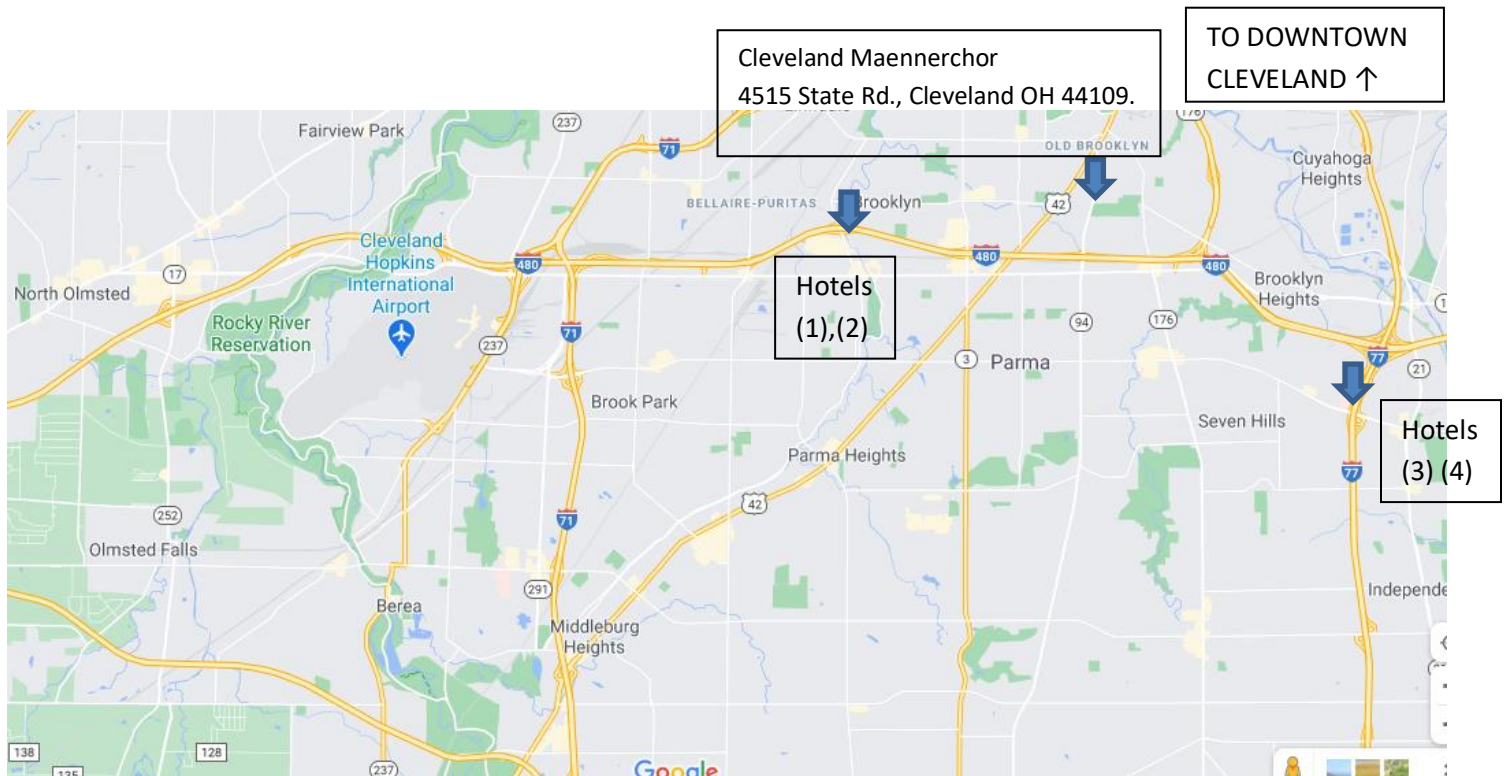 TO DOWNTOWN
CLEVELAND ↑
Cleveland Maennerchor
4515 State Rd., Cleveland OH 44109.
Fairview Park
237
71
176
OLD BROOKLYN
Cuyahoga
Heights
BELLAIRE-PURITAS
Brooklyn
42
Cleveland
Hopkins
International
Airport
480
480
480
17
North Olmsted
Brooklyn
Heights
Hotels
(1),(2)
Rocky River
Reservation
237
71
94
176
3
Parma
77
21
Brook Park
Seven Hills
Hotels
(3) (4)
Parma Heights
77
42
252
71
Olmsted Falls
291
Berea
Independe
Middleburg
Heights
138
128
135
237
Google